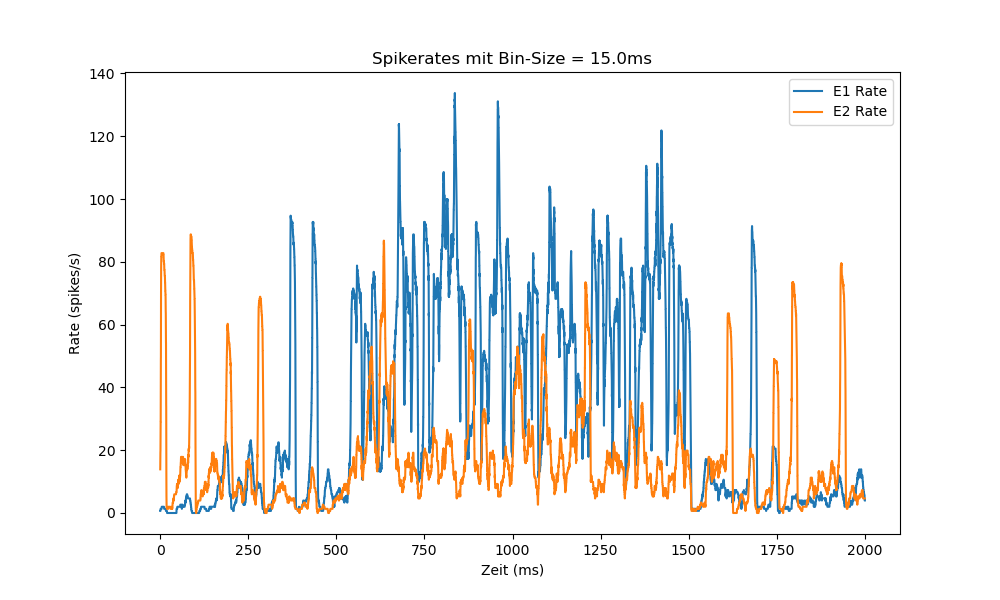 Spikerates mit Bin-Size = 15.0ms
140
120
100
80
60
40
20
0
Rate (spikes/s)
E1 Rate
E2 Rate
0 250 500 750 1000 1250 1500 1750 2000
Zeit (ms)